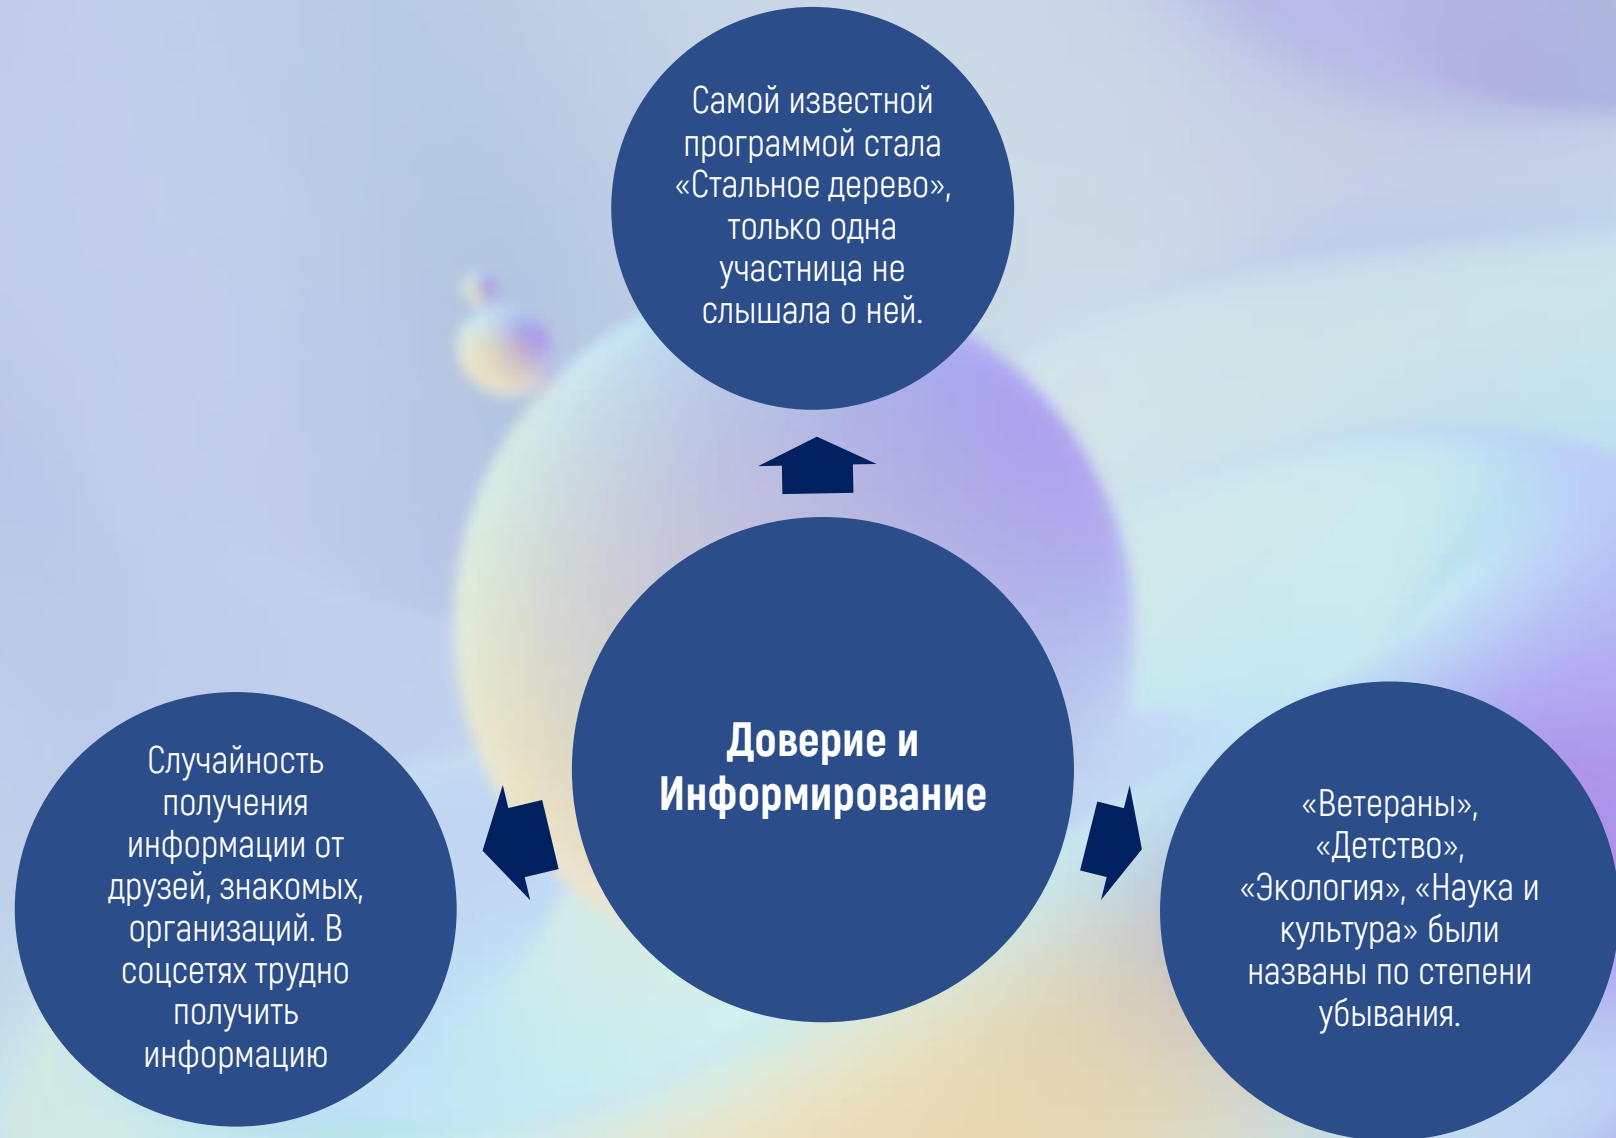 Самой известной
программой стала
«Стальное дерево»,
только одна
участница не
слышала о ней.
Доверие и
Информирование
Случайность
получения
информации от
друзей, знакомых,
организаций. В
соцсетях трудно
получить
информацию
«Ветераны»,
«Детство»,
«Экология», «Наука и
культура» были
названы по степени
убывания.